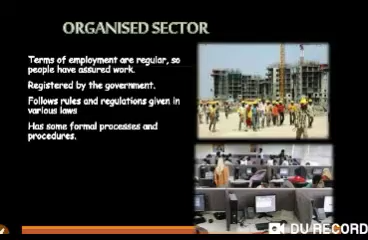 ORGANISED SECTOR
Terms of employment are regular, so
people have assured work.
Registered by the government.
Follows rules and regulations given in
various laws
Has some formal processes and
procedures.
DU RECORD